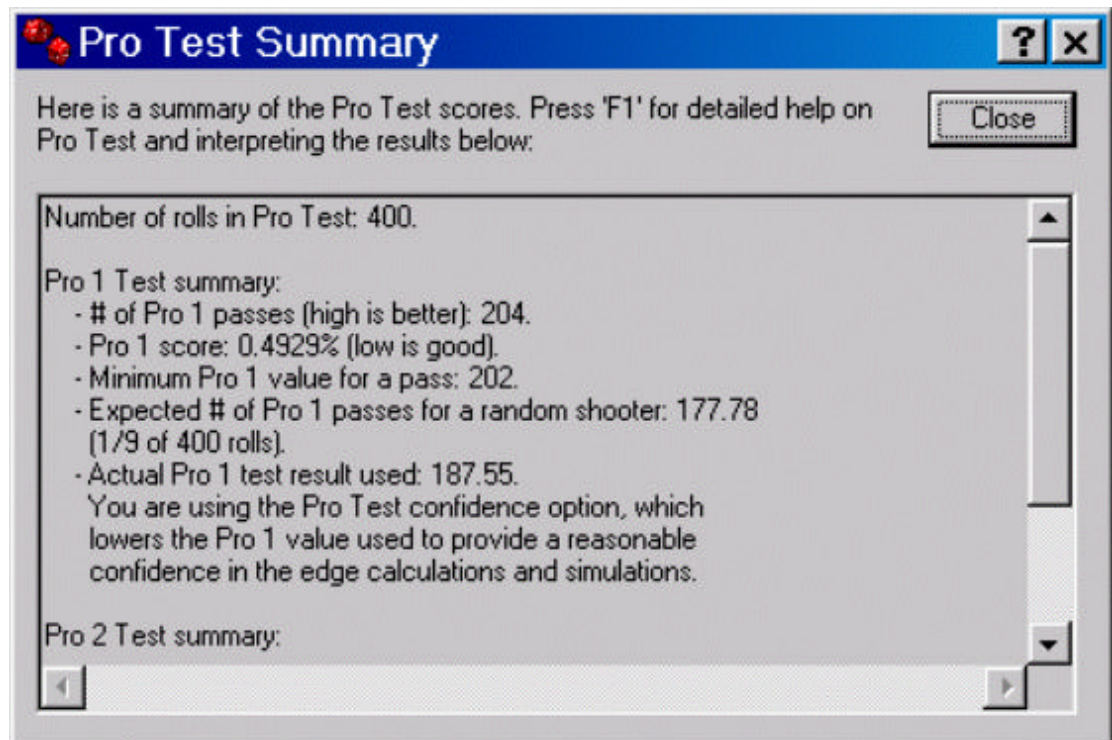 Pro Test Summary
Here is a summary of the Pro Test scores. Press 'F1' for detailed help on
Pro Test and interpreting the results below:
Close
Number of rolls in Pro Test: 400.
Pro 1 Test summary:
- # of Pro 1 passes (high is better): 204.
- Pro 1 score: 0.4929% (low is good).
- Minimum Pro 1 value for a pass: 202.
- Expected # of Pro 1 passes for a random shooter: 177.78
(1/9 of 400 rolls).
- Actual Pro 1 test result used: 187.55.
You are using the Pro Test confidence option, which
lowers the Pro 1 value used to provide a reasonable
confidence in the edge calculations and simulations.
Pro 2 Test summary: